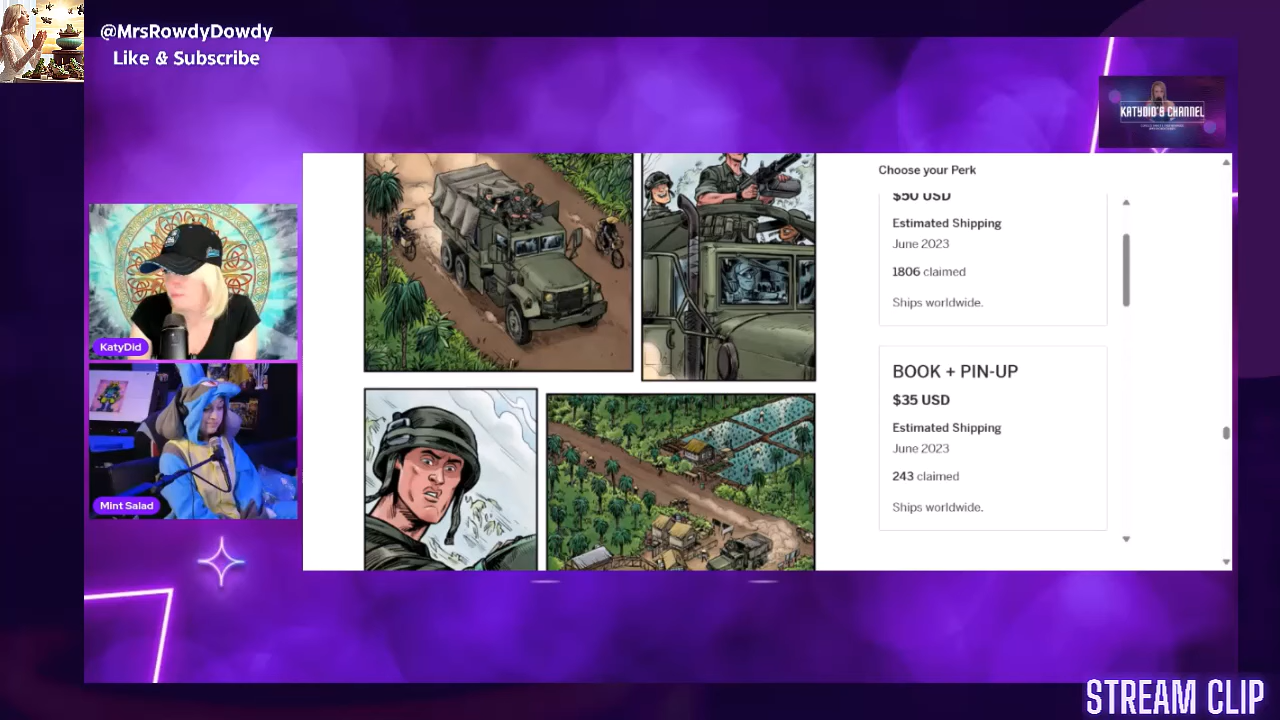 @MrsRowdyDowdy
Like & Subscribe
KATYDID'S CHANNEL
Choose your Perk
$50 USD
Estimated Shipping
June 2023
1806 claimed
Ships worldwide.
BOOK + PIN-UP
$35 USD
Estimated Shipping
June 2023
243 claimed
Ships worldwide.
KatyDid
Mint Salad
STREAM CLIP